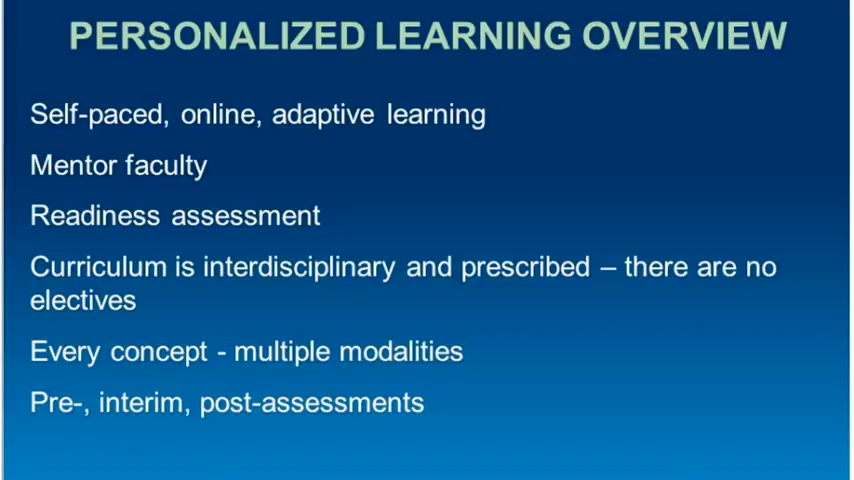 PERSONALIZED LEARNING OVERVIEW
Self-paced, online, adaptive learning
Mentor faculty
Readiness assessment
Curriculum is interdisciplinary and prescribed – there are no
electives
Every concept - multiple modalities
Pre-, interim, post-assessments